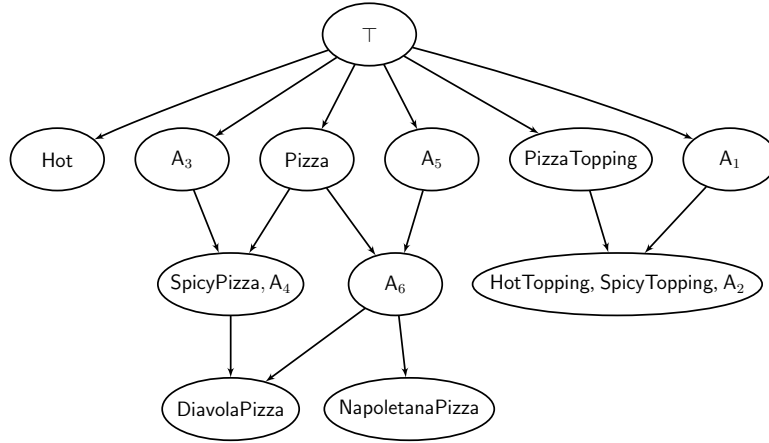 ⊤
Hot
A₃
Pizza
A₅
PizzaTopping
A₁
SpicyPizza, A₄
A₆
HotTopping, SpicyTopping, A₂
DiavolaPizza
NapoletanaPizza